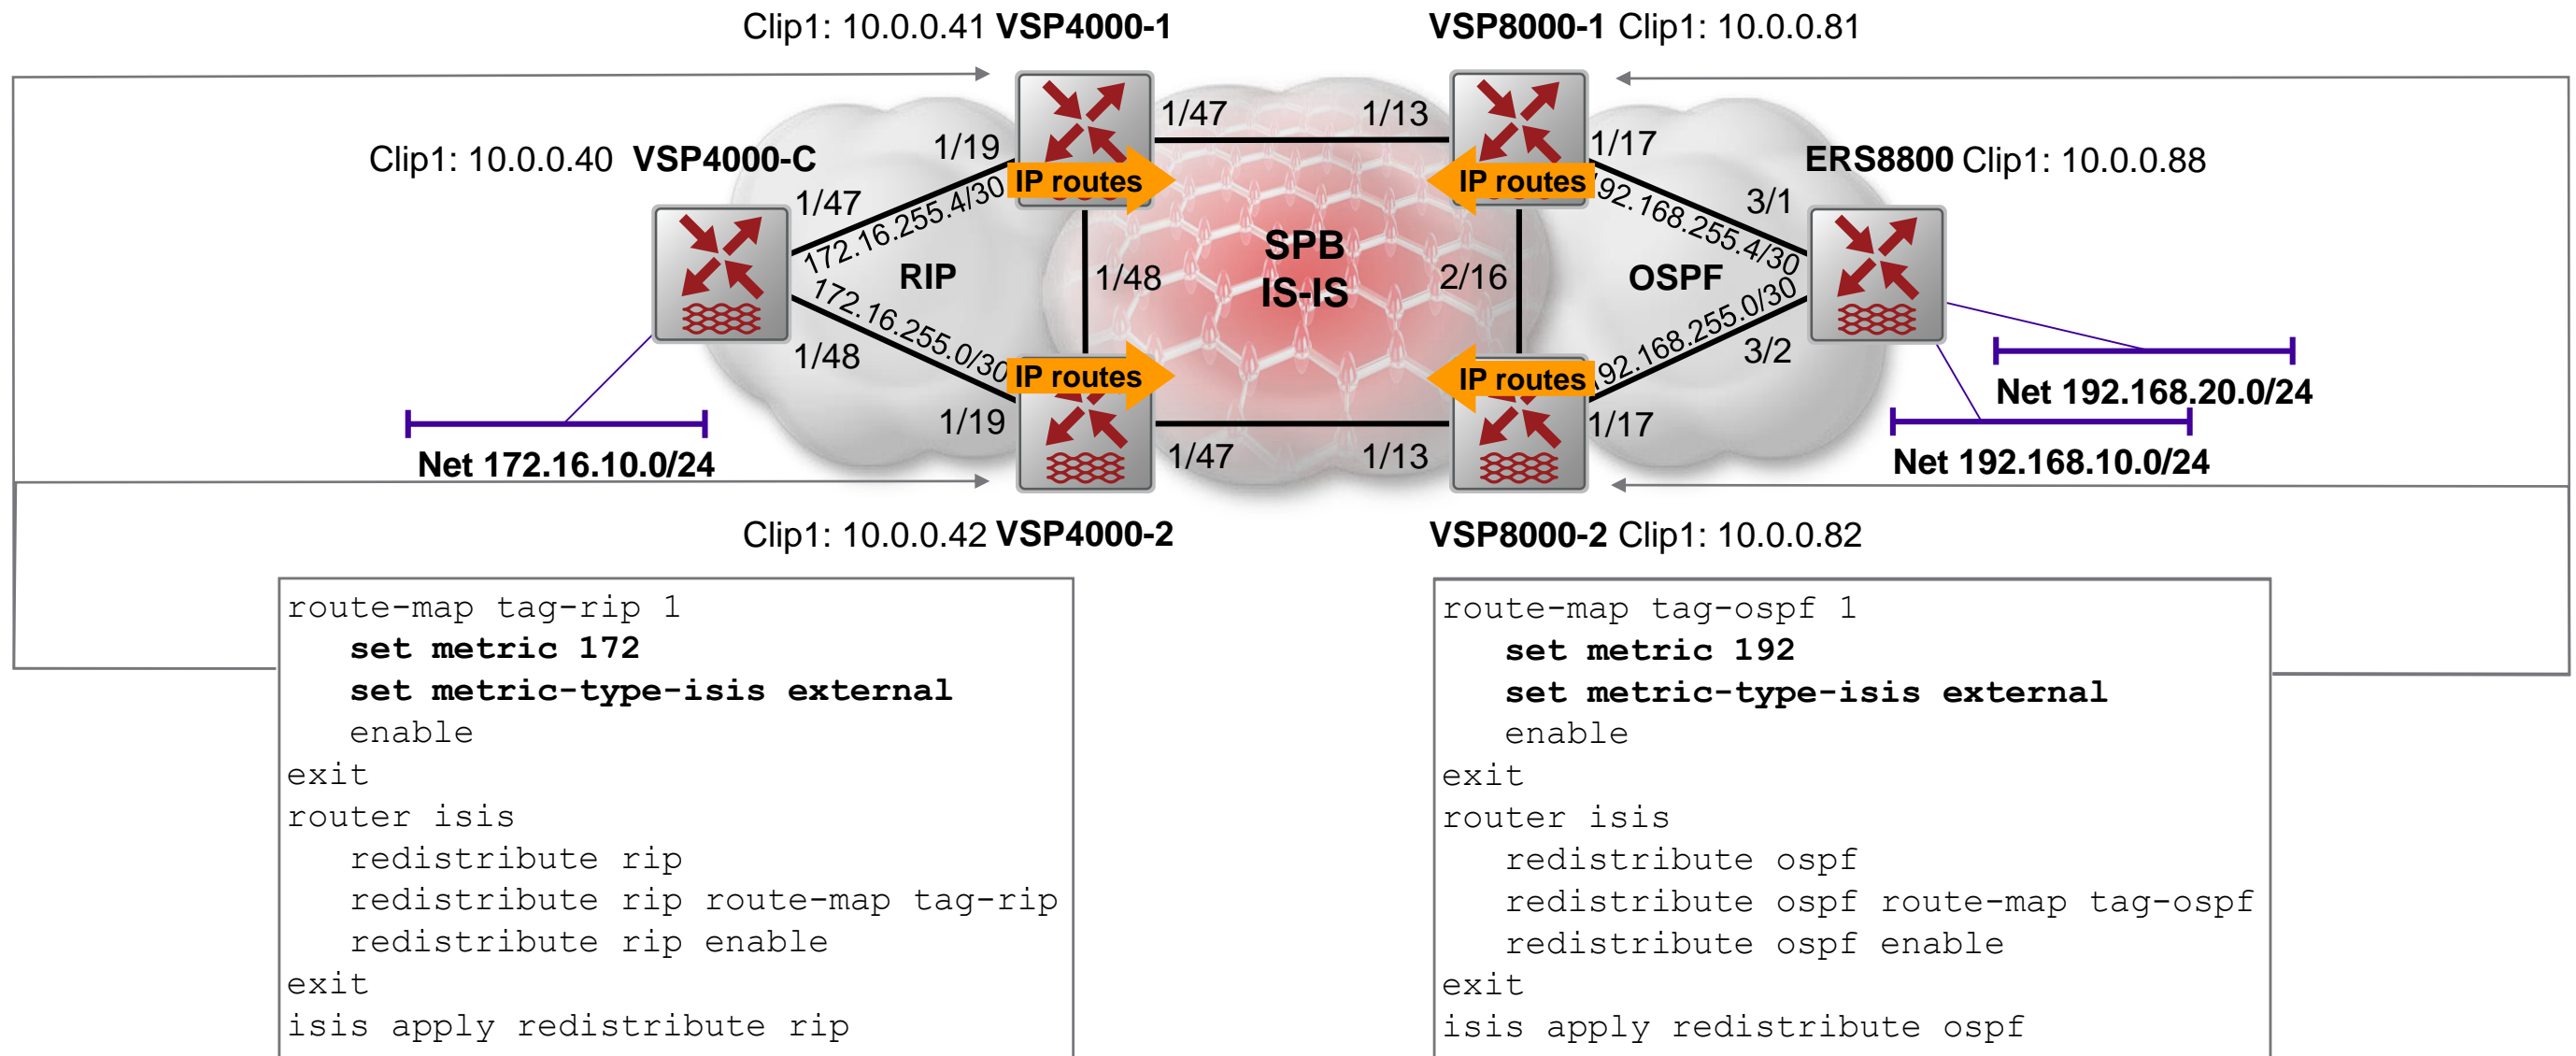 Clip1: 10.0.0.41 VSP4000-1
VSP8000-1 Clip1: 10.0.0.81
Clip1: 10.0.0.40 VSP4000-C
ERS8800 Clip1: 10.0.0.88
1/47
1/13
1/19
1/17
IP routes
IP routes
1/47
172.16.255.4/30
92.168.255.4/30
3/1
RIP
1/48
SPB
IS-IS
2/16
OSPF
172.16.255.0/30
92.168.255.0/30
1/48
3/2
IP routes
IP routes
1/19
1/17
1/47
1/13
Net 172.16.10.0/24
Net 192.168.20.0/24
Net 192.168.10.0/24
Clip1: 10.0.0.42 VSP4000-2
VSP8000-2 Clip1: 10.0.0.82
route-map tag-rip 1
set metric 172
set metric-type-isis external
enable
exit
router isis
redistribute rip
redistribute rip route-map tag-rip
redistribute rip enable
exit
isis apply redistribute rip
route-map tag-ospf 1
set metric 192
set metric-type-isis external
enable
exit
router isis
redistribute ospf
redistribute ospf route-map tag-ospf
redistribute ospf enable
exit
isis apply redistribute ospf